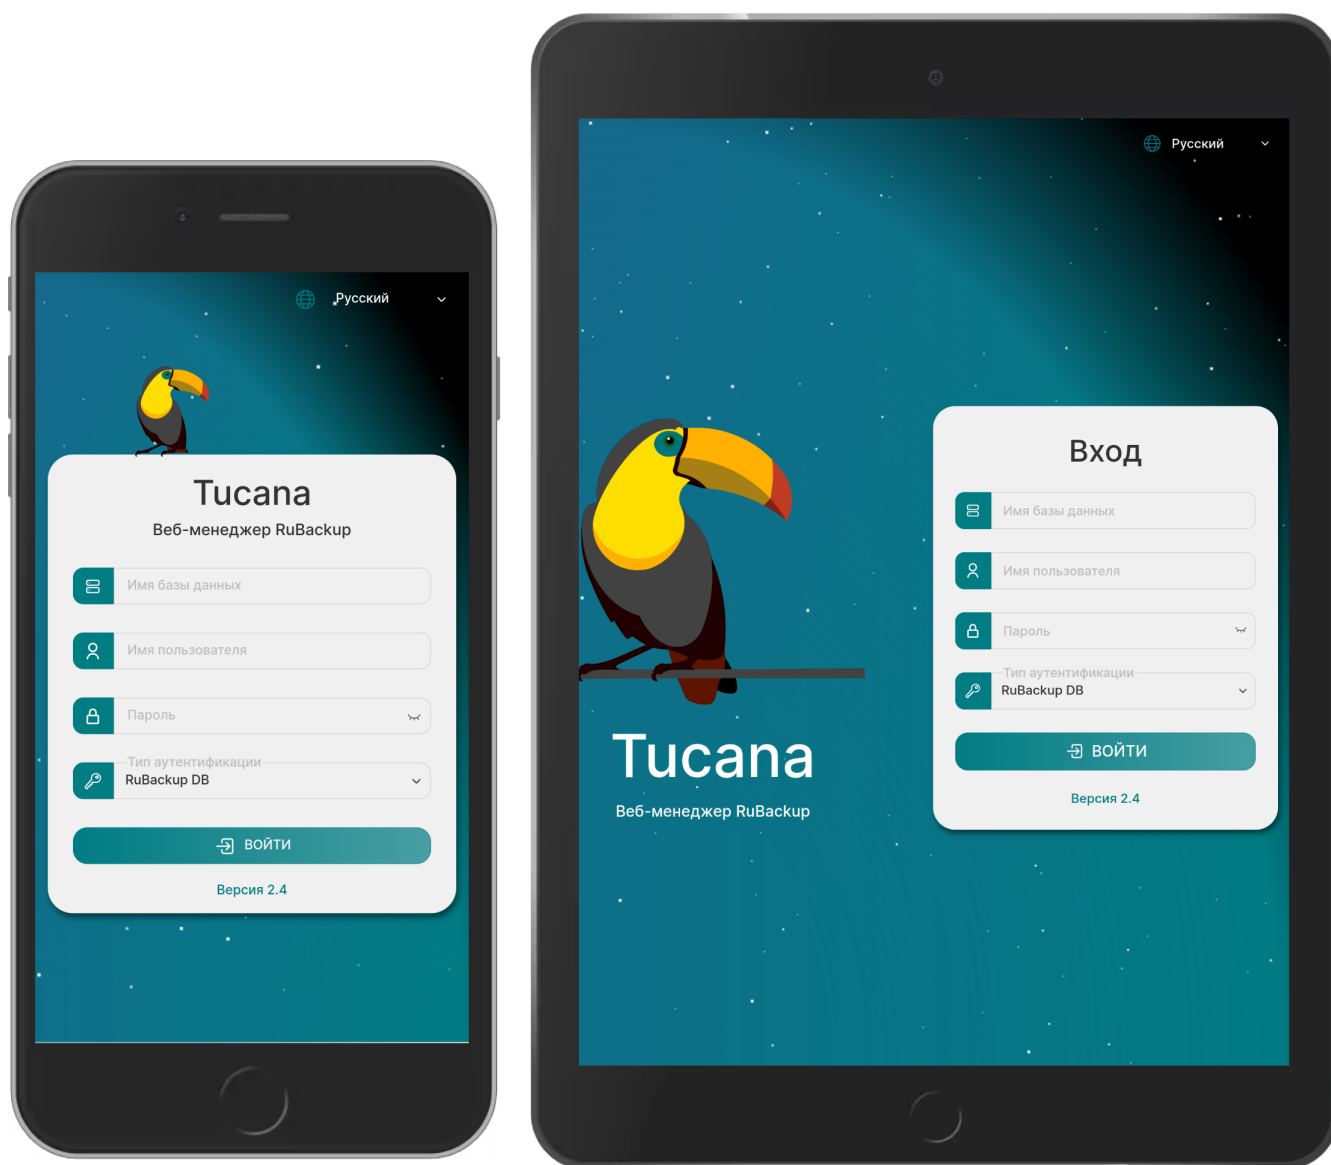 Русский
Tucana
Веб-менеджер RuBackup
Имя базы данных
Имя пользователя
Пароль
Тип аутентификации
RuBackup DB
ВОЙТИ
Версия 2.4
Русский
Tucana
Веб-менеджер RuBackup
Вход
Имя базы данных
Имя пользователя
Пароль
Тип аутентификации
RuBackup DB
ВОЙТИ
Версия 2.4